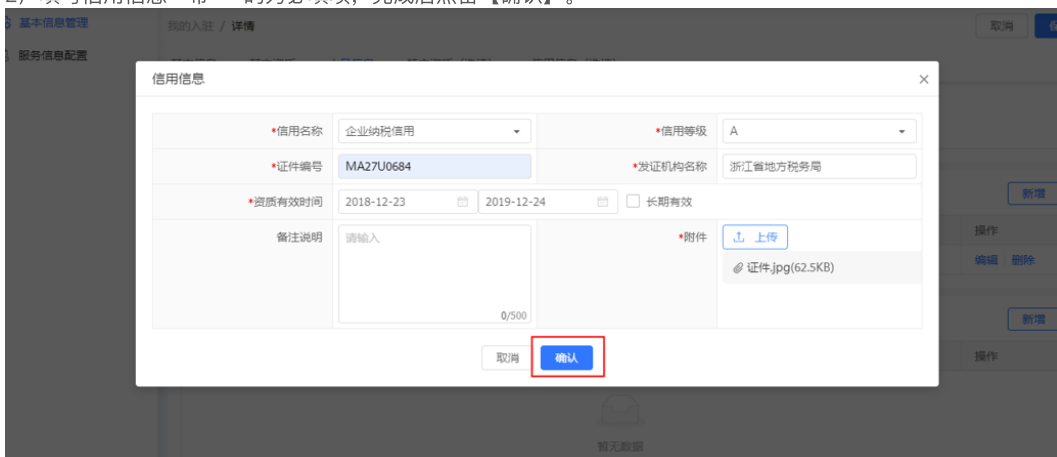 基本信息管理
我的入驻 / 详情
取消
服务信息配置
信用信息
*信用名称 企业纳税信用 *信用等级 A
*证件编号 MA27U0684 *发证机构名称 浙江省地方税务局
*资质有效时间 2018-12-23 2019-12-24 长期有效
新增
备注说明 请输入 *附件 上传
操作
证件.jpg(62.5KB)
编辑 删除
0/500
新增
取消 确认
操作
暂无数据